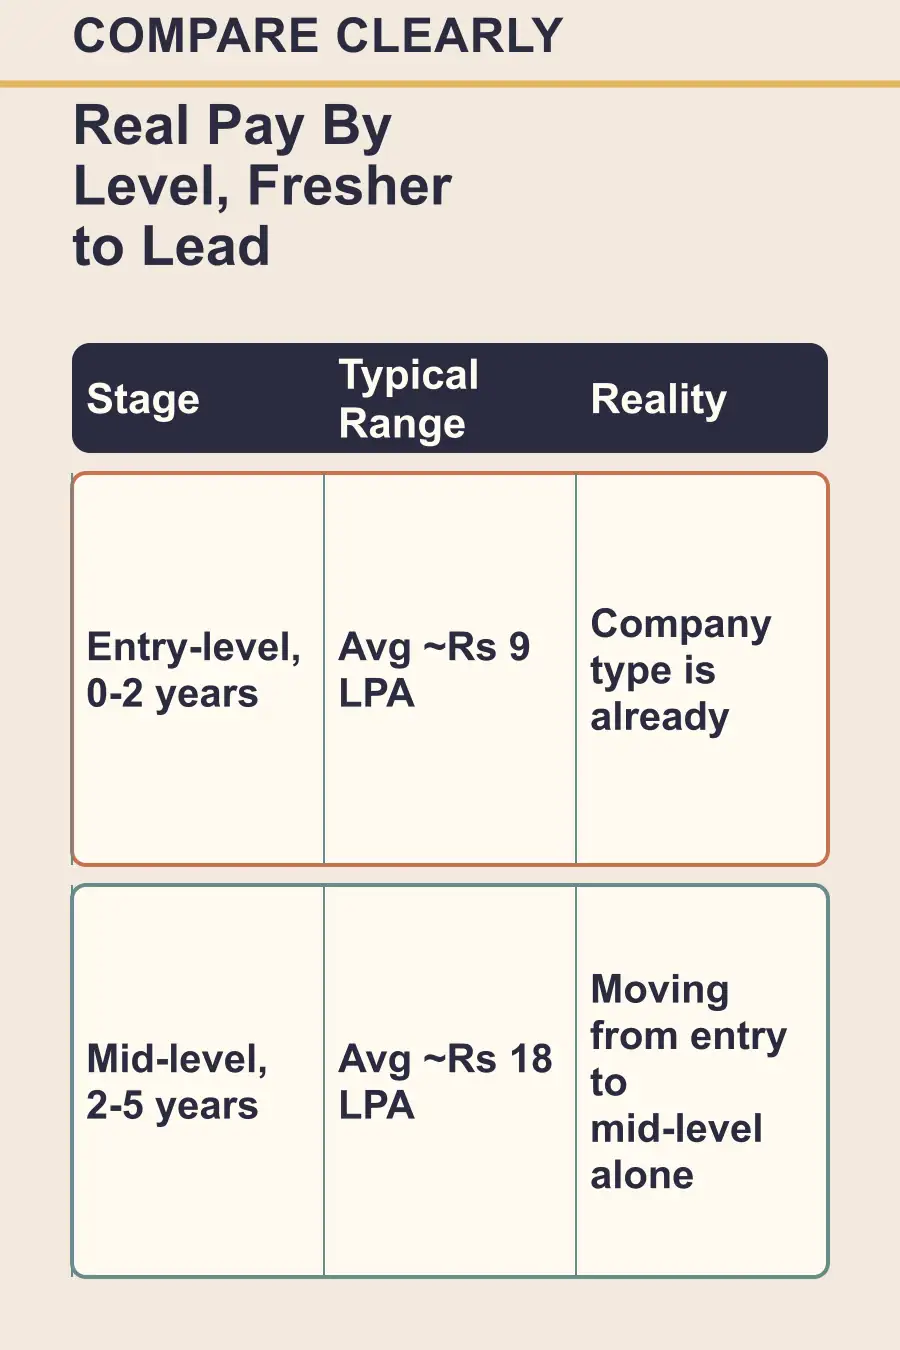 COMPARE CLEARLY
Real Pay By
Level, Fresher
to Lead
Stage
Typical
Range
Reality
Entry-level,
0-2 years
Avg ~Rs 9
LPA
Company
type is
already
Mid-level,
2-5 years
Avg ~Rs 18
LPA
Moving
from entry
to
mid-level
alone